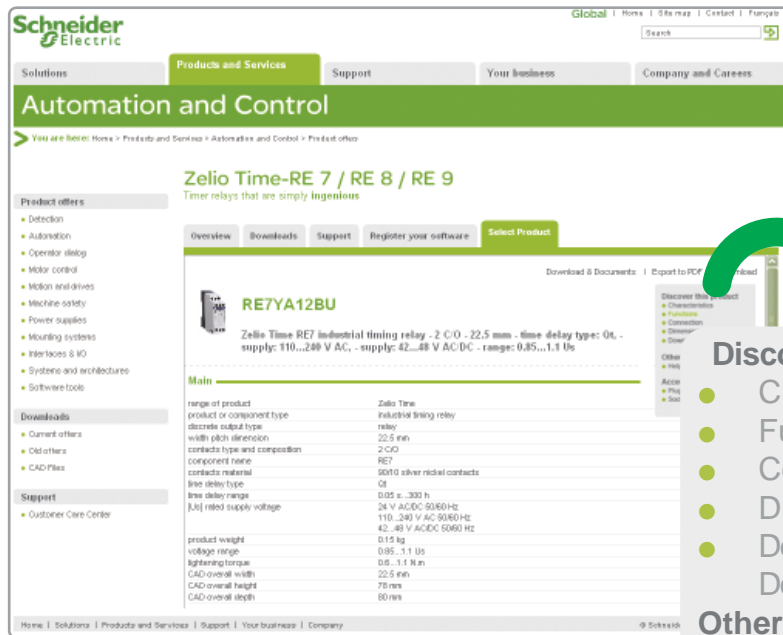 Global | Home | Site map | Contact | Français
Schneider
Electric
Search
Solutions
Products and Services
Support
Your business
Company and Careers
Automation and Control
You are here: Home > Products and Services > Automation and Control > Product offers
Zelio Time-RE 7 / RE 8 / RE 9
Timer relays that are simply ingenious
Product offers
Detection
Automation
Operator dialog
Motor control
Motion and drives
Machine safety
Power supplies
Mounting systems
Interfaces & I/O
Systems and architectures
Software tools
Downloads
Current offers
Old offers
CAD Files
Support
Customer Care Center
Overview
Downloads
Support
Register your software
Select Product
Download & Documents | Export to PDF
RE7YA12BU
Zelio Time RE7 industrial timing relay - 2 C/O - 22.5 mm - time delay type: Qt, -
supply: 110...240 V AC, - supply: 42...48 V AC/DC - range: 0.85...1.1 Us
Main
range of product Zelio Time
product or component type industrial timing relay
discrete output type relay
width pitch dimension 22.5 mm
contacts type and composition 2 C/O
component name RE7
contacts material 90/10 silver nickel contacts
time delay type Qt
time delay range 0.05 s...300 h
[Us] rated supply voltage 24 V AC/DC 50/60 Hz
110...240 V AC 50/60 Hz
42...48 V AC/DC 50/60 Hz
product weight 0.15 kg
voltage range 0.85...1.1 Us
tightening torque 0.6...1.1 N.m
CAD overall width 22.5 mm
CAD overall height 78 mm
CAD overall depth 80 mm
Discover this product
Characteristics
Functions
Connection
Other
Home | Solutions | Products and Services | Support | Your business | Company